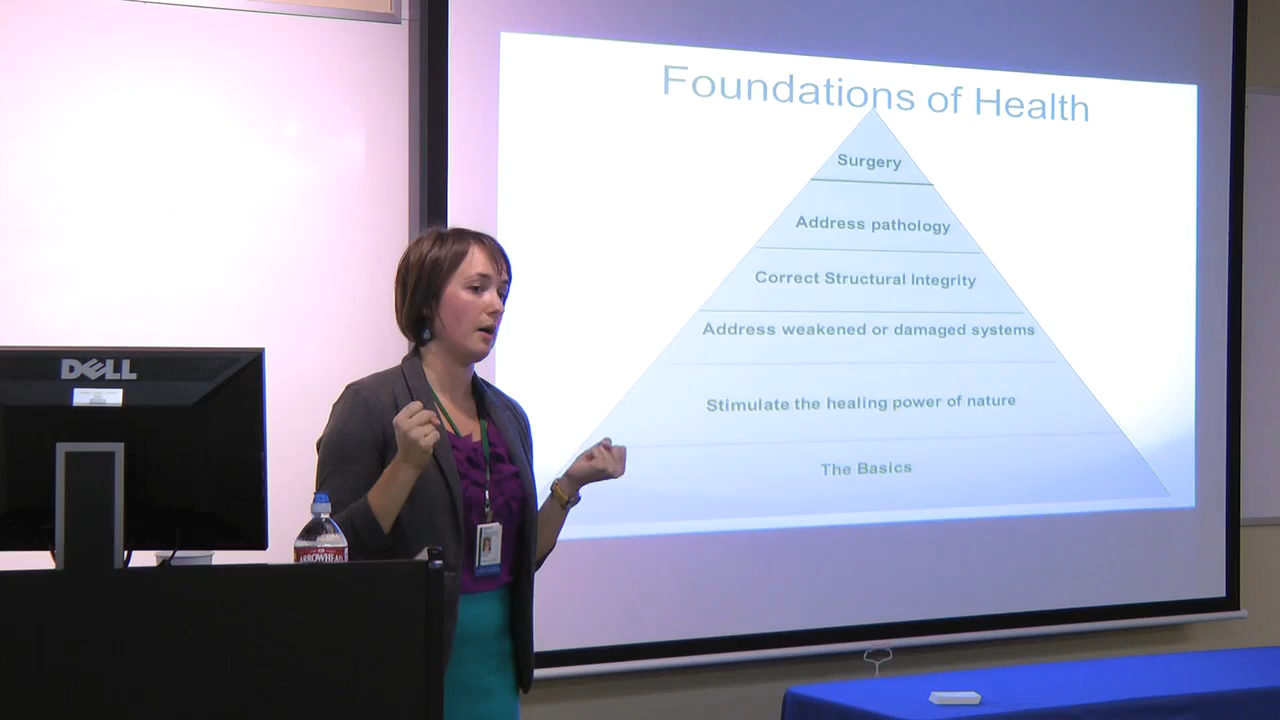 Foundations of Health
Surgery
Address pathology
Correct Structural Integrity
Address weakened or damaged systems
Stimulate the healing power of nature
The Basics
DELL
ARROWHEAD